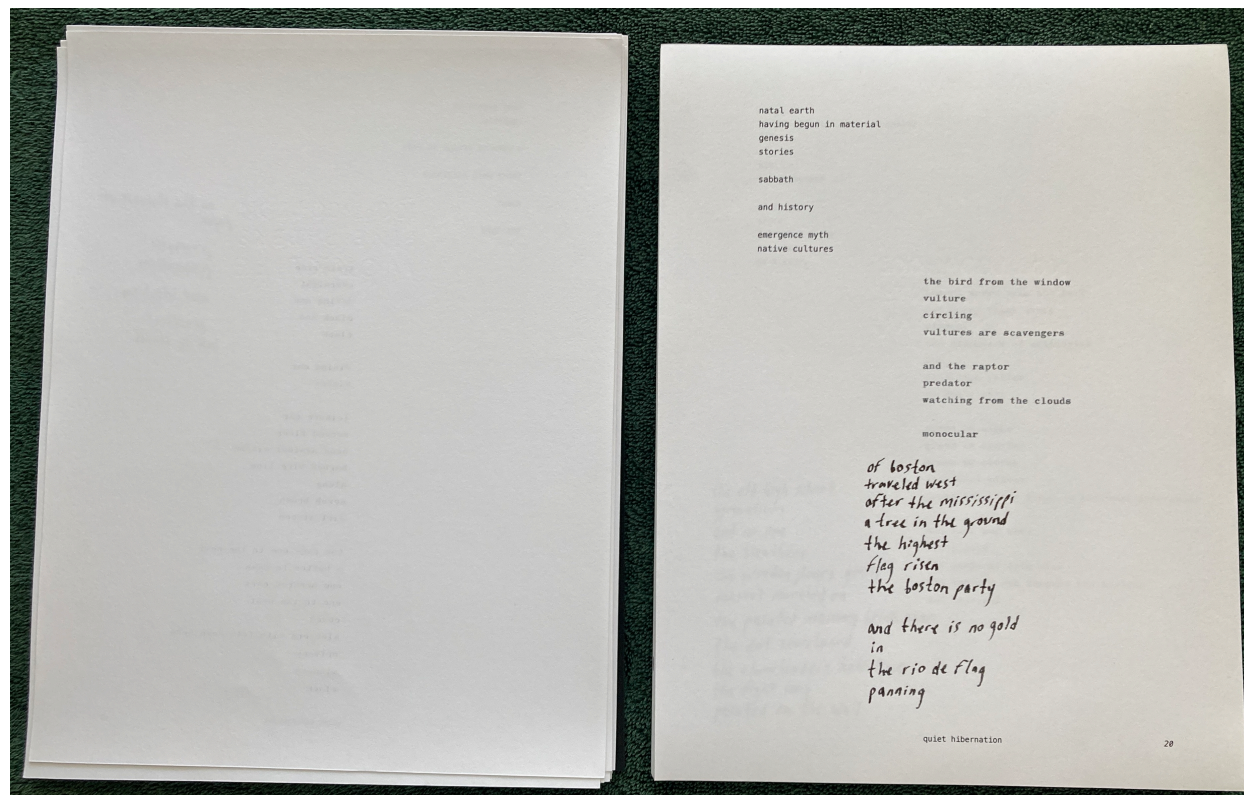 natal earth
having begun in material
genesis
stories
sabbath
and history
emergence myth
native cultures
the bird from the window
vulture
circling
vultures are scavengers
and the raptor
predator
watching from the clouds
monocular
of boston
traveled west
after the mississippi
a tree in the ground
the highest
flag risen
the boston party
and there is no gold
in
the rio de flag
panning
quiet hibernation
20